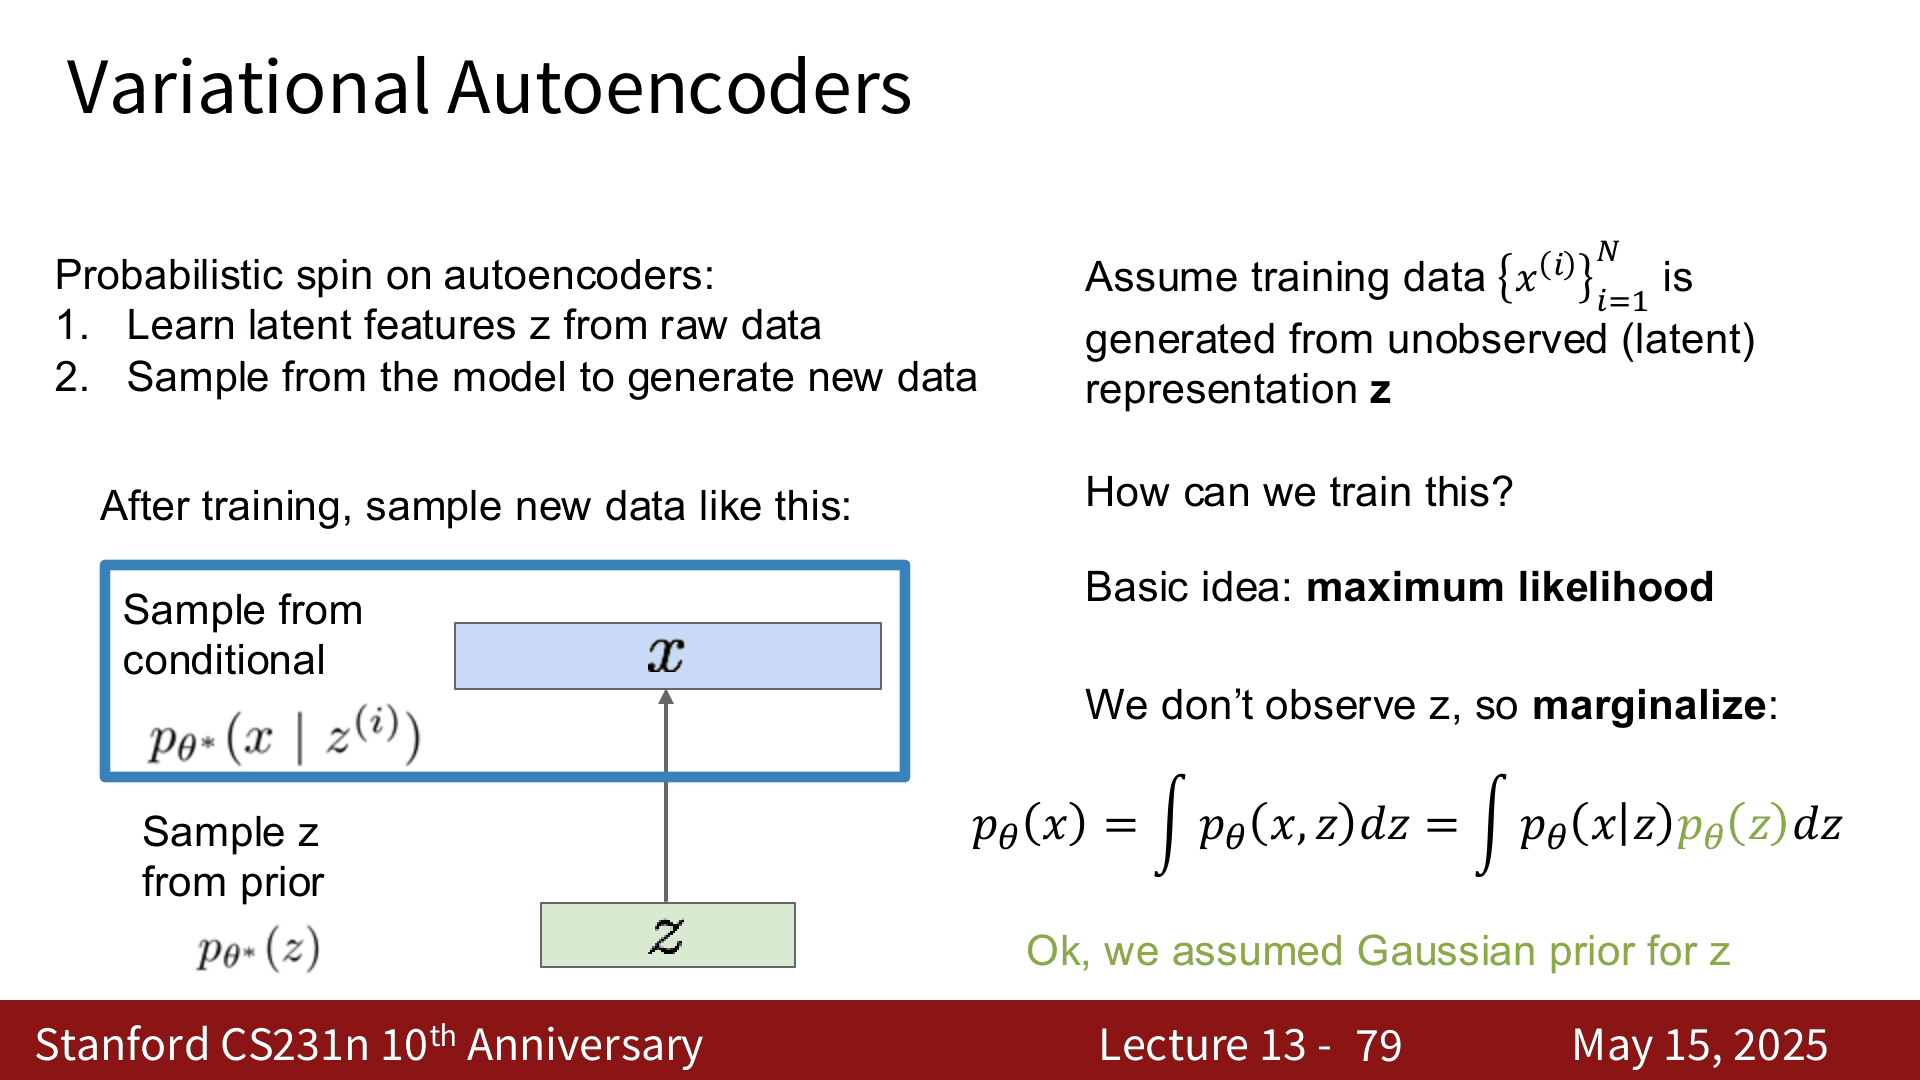 Variational Autoencoders
Probabilistic spin on autoencoders:
1. Learn latent features z from raw data
2. Sample from the model to generate new data
After training, sample new data like this:
Sample from
conditional
x
p_{θ*}(x | z^{(i)})
Sample z
from prior
p_{θ*}(z)
z
Assume training data {x^{(i)}}_{i=1}^{N} is
generated from unobserved (latent)
representation z
How can we train this?
Basic idea: maximum likelihood
We don’t observe z, so marginalize:
p_θ(x) = ∫ p_θ(x, z)dz = ∫ p_θ(x|z)p_θ(z)dz
Ok, we assumed Gaussian prior for z
Stanford CS231n 10th Anniversary
Lecture 13 - 79
May 15, 2025